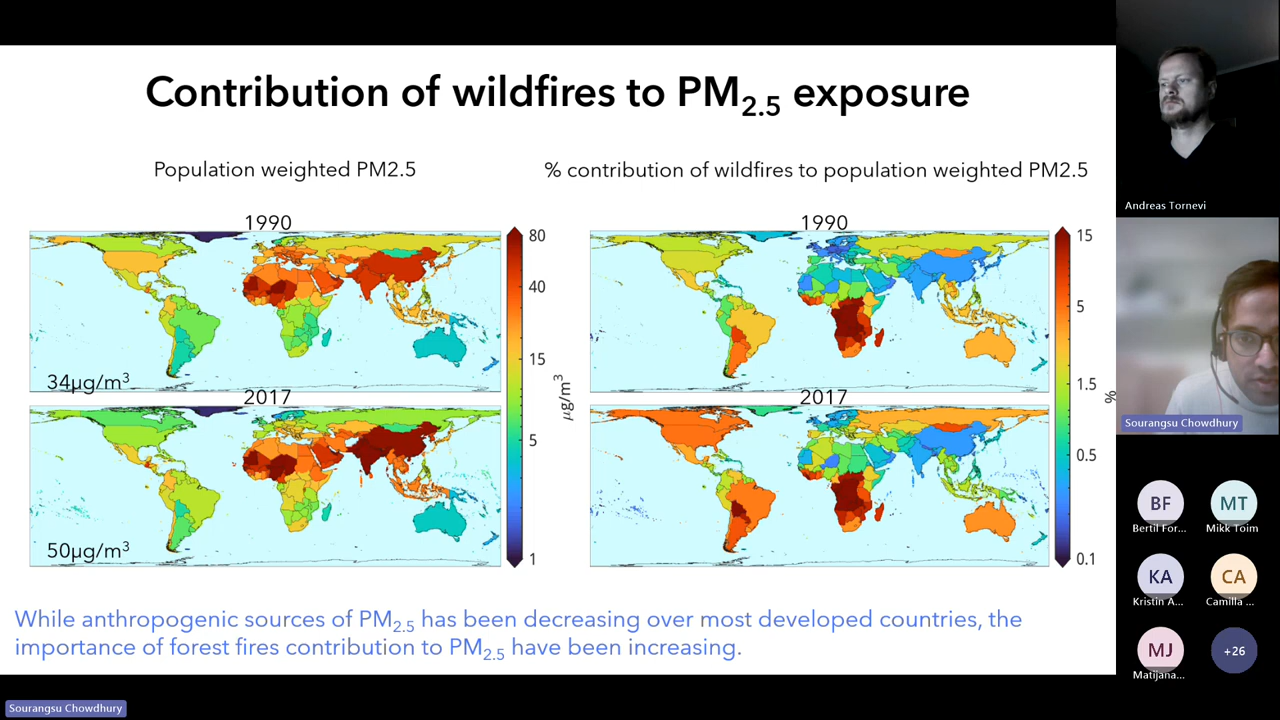 Contribution of wildfires to PM2.5 exposure
Population weighted PM2.5
% contribution of wildfires to population weighted PM2.5
1990
80
40
15
5
1
μg/m³
34μg/m³
2017
50μg/m³
1990
15
5
1.5
0.5
0.1
%
2017
While anthropogenic sources of PM2.5 has been decreasing over most developed countries, the
importance of forest fires contribution to PM2.5 have been increasing.
Andreas Tornevi
Sourangsu Chowdhury
BF
MT
Bertil For...
Mikk Toim
KA
CA
Kristin A...
Camilla ...
MJ
+26
Matijana...
Sourangsu Chowdhury